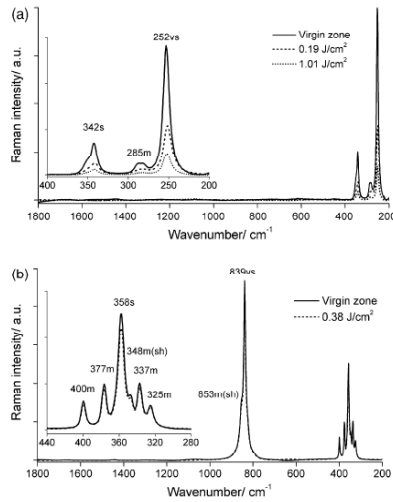 (a)
Virgin zone
0.19 J/cm²
1.01 J/cm²
252vs
342s
285m
400 350 300 250 200
Raman intensity/ a.u.
1800 1600 1400 1200 1000 800 600 400 200
Wavenumber/ cm⁻¹
(b)
839vs
Virgin zone
0.38 J/cm²
358s
348m(sh)
377m
337m
400m
325m
853m(sh)
440 400 360 320 280
Raman intensity/ a.u.
1800 1600 1400 1200 1000 800 600 400 200
Wavenumber/ cm⁻¹